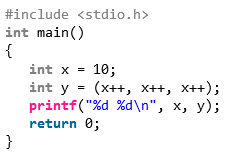 #include <stdio.h>
int main()
{
   int x = 10;
   int y = (x++, x++, x++);
   printf("%d %d\n", x, y);
   return 0;
}